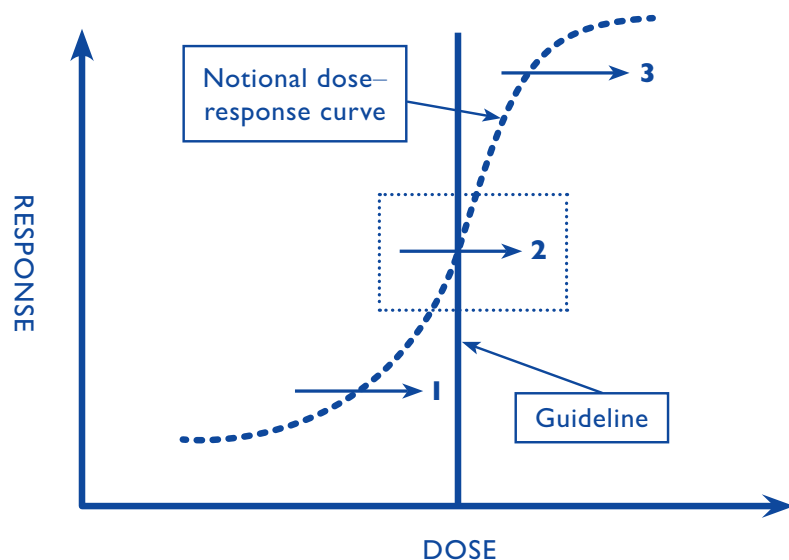 Notional dose–
response curve
3
RESPONSE
2
1
Guideline
DOSE